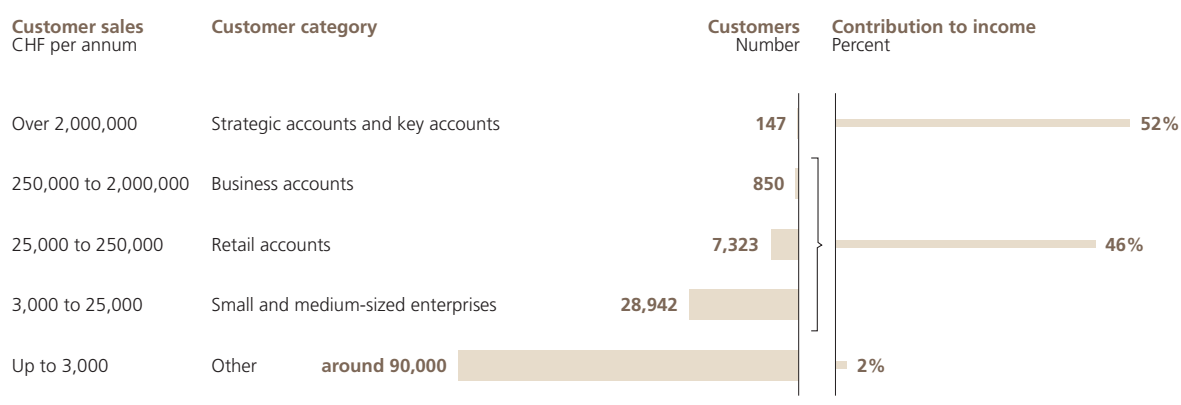 Customer sales
CHF per annum
Customer category
Customers
Number
Contribution to income
Percent
Over 2,000,000 Strategic accounts and key accounts 147 52%
250,000 to 2,000,000 Business accounts 850
25,000 to 250,000 Retail accounts 7,323 46%
3,000 to 25,000 Small and medium-sized enterprises 28,942
Up to 3,000 Other around 90,000 2%